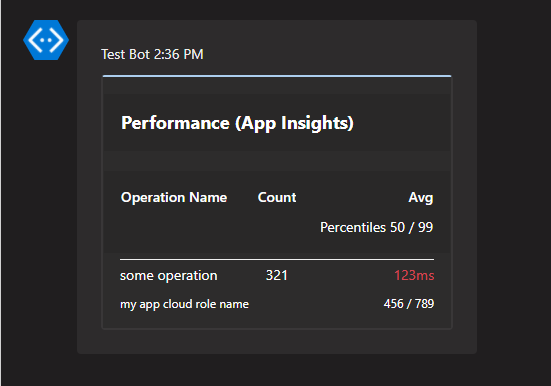 Test Bot 2:36 PM
Performance (App Insights)
Operation Name Count Avg
Percentiles 50 / 99
some operation 321 123ms
my app cloud role name 456 / 789